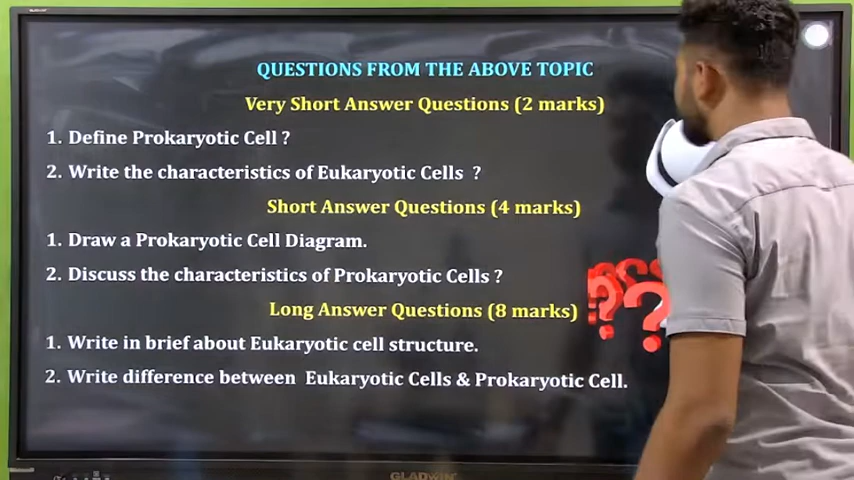 QUESTIONS FROM THE ABOVE TOPIC
Very Short Answer Questions (2 marks)
1. Define Prokaryotic Cell ?
2. Write the characteristics of Eukaryotic Cells ?
Short Answer Questions (4 marks)
1. Draw a Prokaryotic Cell Diagram.
2. Discuss the characteristics of Prokaryotic Cells ?
Long Answer Questions (8 marks)
1. Write in brief about Eukaryotic cell structure.
2. Write difference between Eukaryotic Cells & Prokaryotic Cell.
GLADWIN